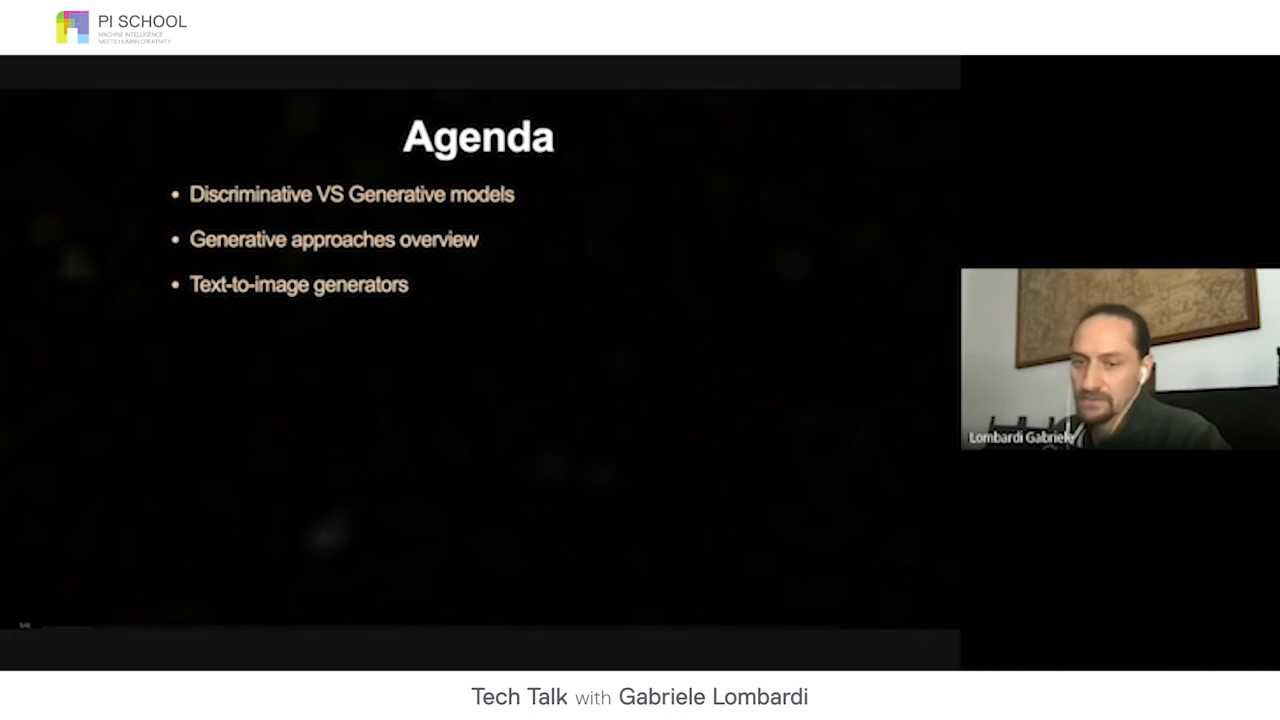 PI SCHOOL
MACHINE INTELLIGENCE
MEETS HUMAN CREATIVITY
Agenda
• Discriminative VS Generative models
• Generative approaches overview
• Text-to-image generators
Lombardi Gabriele
Tech Talk with Gabriele Lombardi